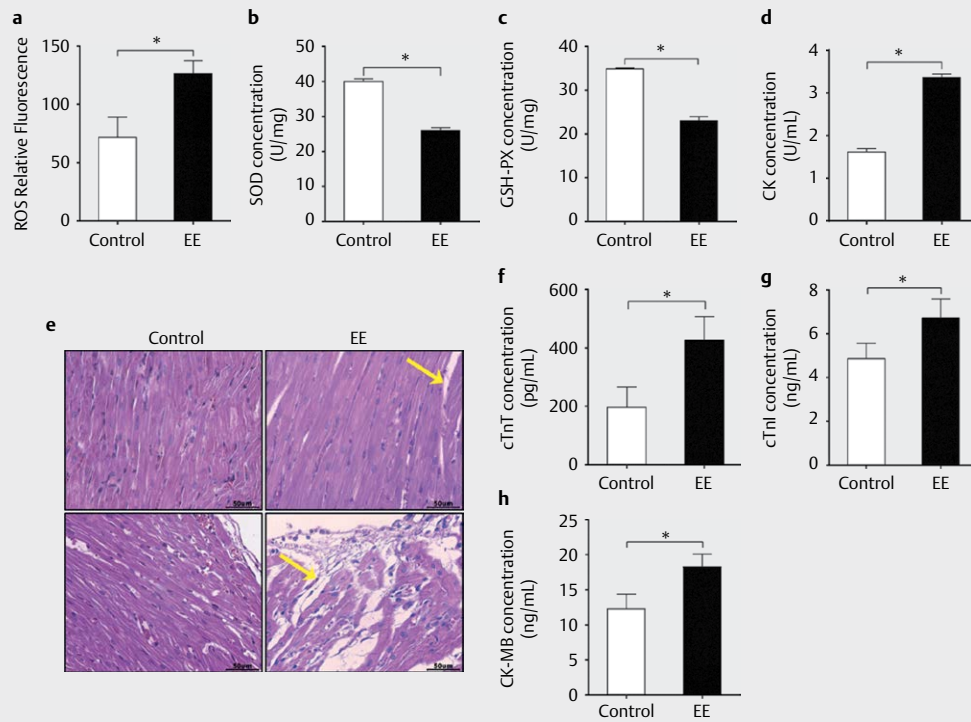 a
ROS Relative Fluorescence
150
100
50
0
*
Control
EE
b
SOD concentration
(U/mg)
50
40
30
20
10
0
*
Control
EE
c
GSH-PX concentration
(U/mg)
40
30
20
10
0
*
Control
EE
d
CK concentration
(U/mL)
4
3
2
1
0
*
Control
EE
e
Control
EE
50um
50um
50um
50um
f
cTnT concentration
(pg/mL)
600
400
200
0
*
Control
EE
g
cTnI concentration
(ng/mL)
8
6
4
2
0
*
Control
EE
h
CK-MB concentration
(ng/mL)
25
20
15
10
5
0
*
Control
EE